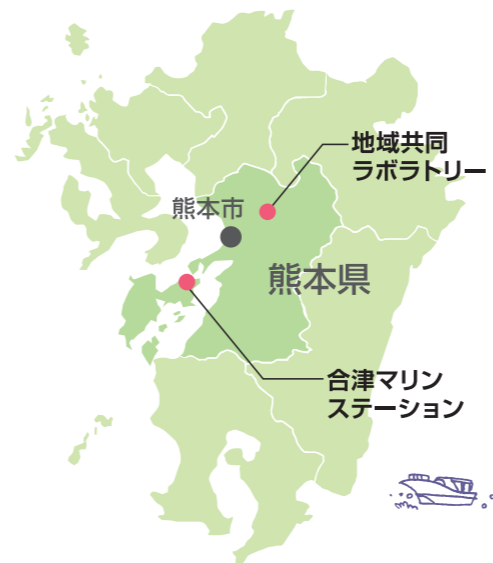 地域共同
ラボラトリー
熊本市
熊本県
合津マリン
ステーション